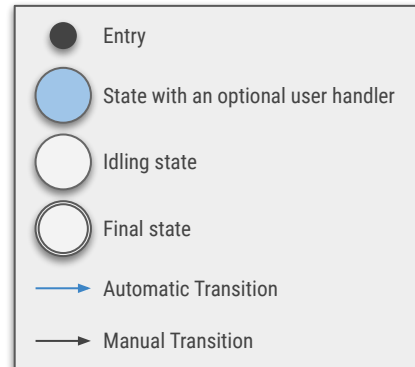 Entry
State with an optional user handler
Idling state
Final state
Automatic Transition
Manual Transition